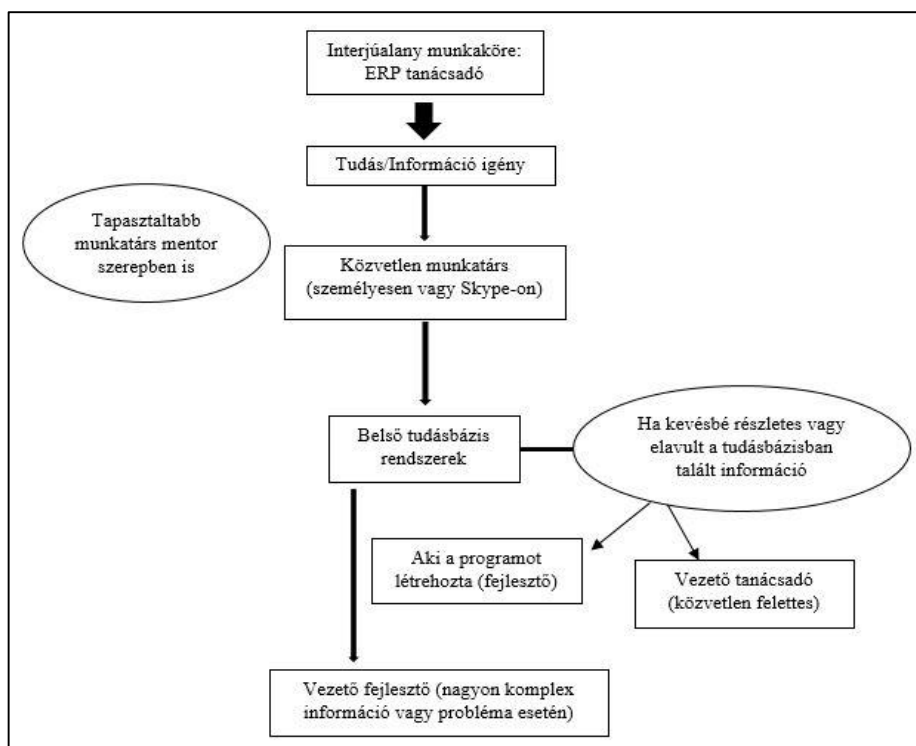 Interjúalany munkaköre:
ERP tanácsadó
Tudás/Információ igény
Tapasztaltabb
munkatárs mentor
szerepben is
Közvetlen munkatárs
(személyesen vagy Skype-on)
Belső tudásbázis
rendszerek
Ha kevésbé részletes vagy
elavult a tudásbázisban
talált információ
Aki a programot
létrehozta (fejlesztő)
Vezető tanácsadó
(közvetlen felettes)
Vezető fejlesztő (nagyon komplex
információ vagy probléma esetén)